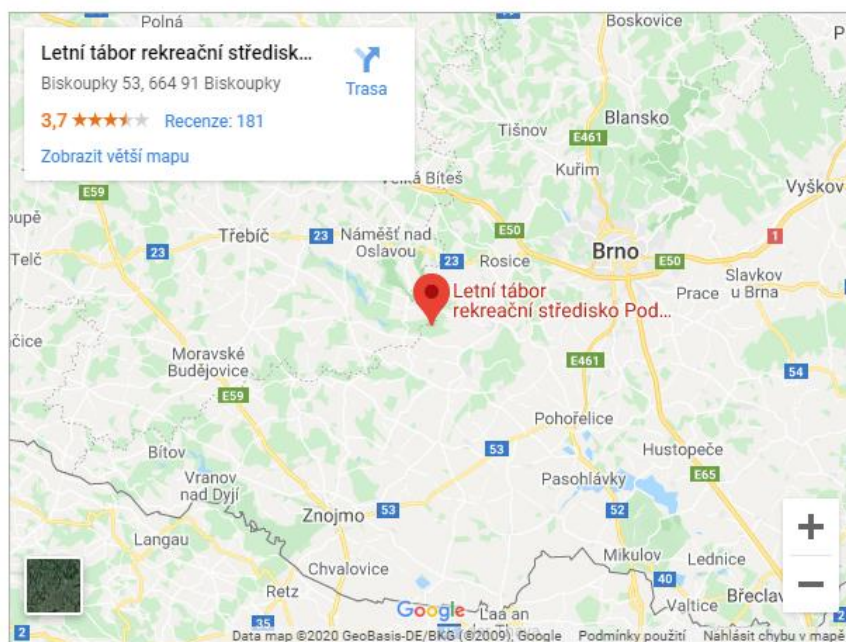 Polná
Boskovice
Letní tábor rekreační středisk...
Biskoupky 53, 664 91 Biskoupky
Trasa
3,7
Recenze: 181
Zobrazit větší mapu
Tišnov
E461
Blansko
Kuřim
Vyškov
E59
Velká Bíteš
Třebíč
23
Náměšť nad
Oslavou
23
Telč
23
Rosice
E50
Brno
E50
1
Slavkov
u Brna
Prace
Letní tábor
rekreační středisko Pod...
Moravské
Budějovice
E59
E461
54
Pohořelice
53
Hustopeče
Bítov
Vranov
nad Dyjí
Pasohlávky
E65
Znojmo
53
52
Langau
Chvalovice
Mikulov
Lednice
Retz
40
Valtice
Břeclav
35
2
2
2
Google
Laa an
Data map ©2020 GeoBasis-DE/BKG (©2009), Google
Podmínky použití
Nahlásit chybu v mapě